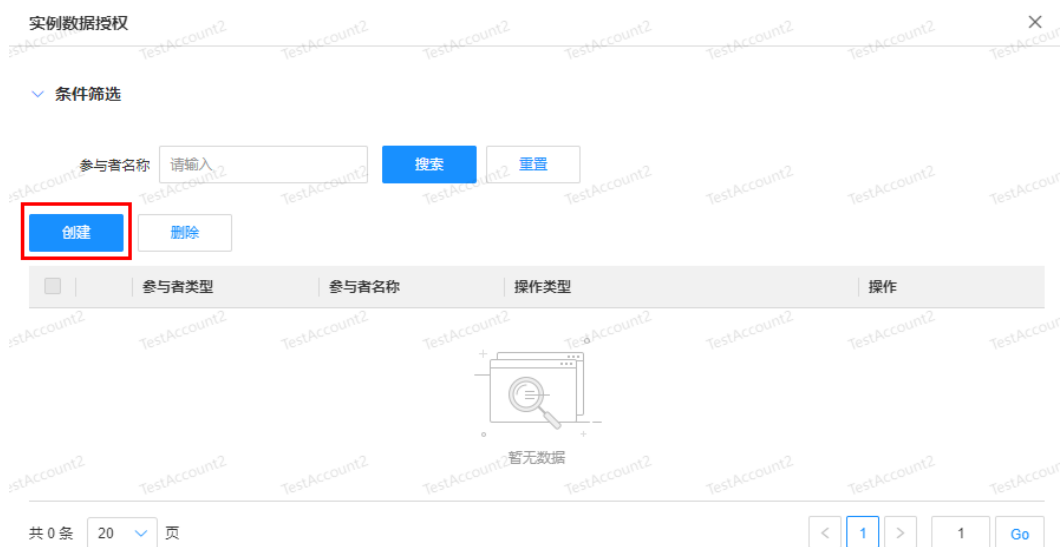 实例数据授权
条件筛选
参与者名称 请输入 搜索 重置
创建 删除
参与者类型 参与者名称 操作类型 操作
暂无数据
共 0 条 20 页 < 1 > 1 Go
TestAccount2